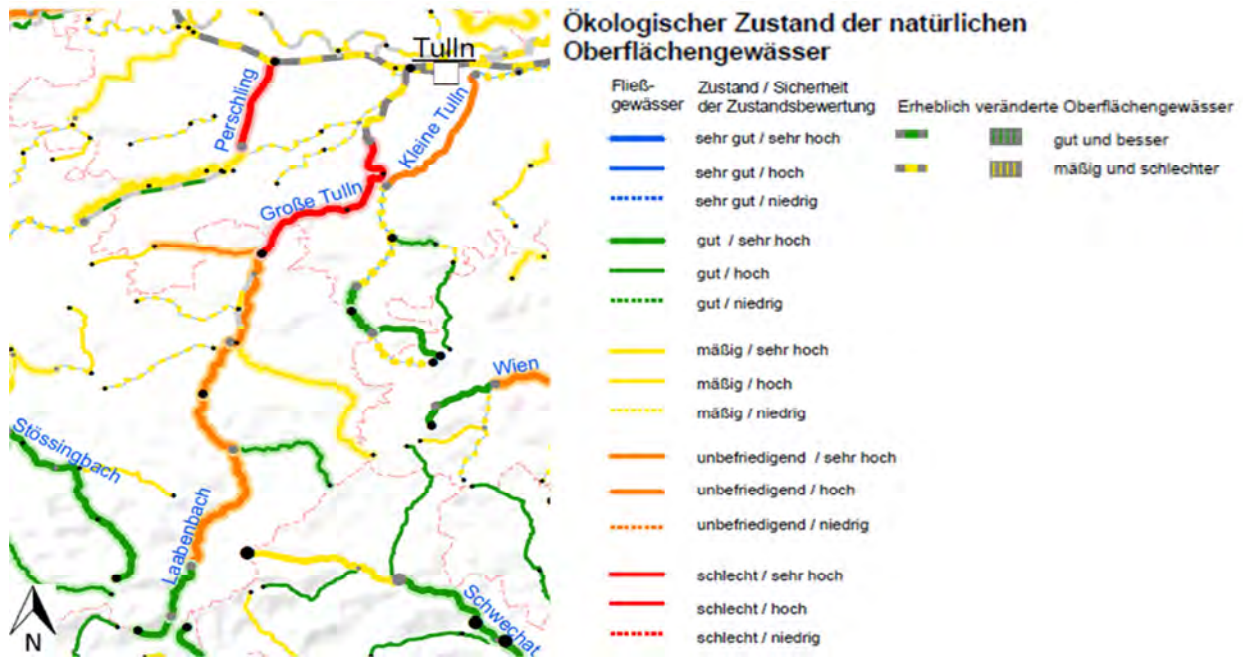 Ökologischer Zustand der natürlichen
Oberflächengewässer
Fließ-
gewässer
Zustand / Sicherheit
der Zustandsbewertung
Erheblich veränderte Oberflächengewässer
sehr gut / sehr hoch
gut und besser
sehr gut / hoch
mäßig und schlechter
sehr gut / niedrig
gut / sehr hoch
gut / hoch
gut / niedrig
mäßig / sehr hoch
mäßig / hoch
mäßig / niedrig
unbefriedigend / sehr hoch
unbefriedigend / hoch
unbefriedigend / niedrig
schlecht / sehr hoch
schlecht / hoch
schlecht / niedrig
Tulln
Perschling
Kleine Tulln
Große Tulln
Wien
Stössingbach
Laabenbach
Schwechat
N